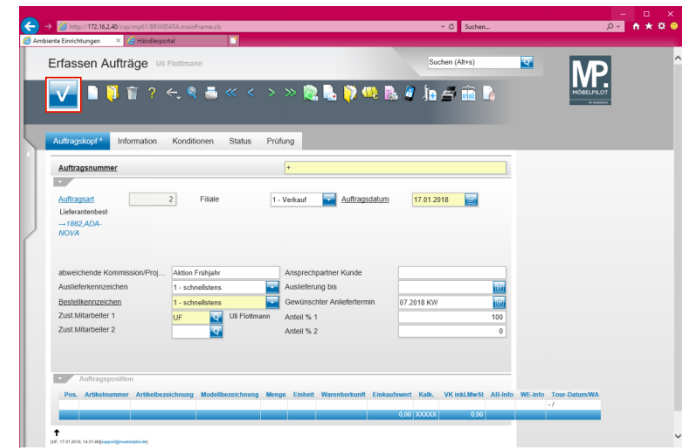 http://172.16.2.40/csp/mp81/BEWIDATA.mainFrame.cls
Suchen...
Ambiente Einrichtungen
Händlerportal
Erfassen Aufträge Uli Flottmann
Suchen (Alt+s)
MP.
MÖBELPILOT
Auftragskopf * Information Konditionen Status Prüfung
Auftragsnummer +
Auftragsart 2 Filiale 1 - Verkauf Auftragsdatum 17.01.2018
Lieferantenbest
→1862,ADA-
NOVA
abweichende Kommission/Proj... Aktion Frühjahr Ansprechpartner Kunde
Auslieferkennzeichen 1 - schnellstens Auslieferung bis
Bestellkennzeichen 1 - schnellstens Gewünschter Anliefertermin 07.2018 KW
Zust.Mitarbeiter 1 UF Uli Flottmann Anteil % 1 100
Zust.Mitarbeiter 2 Anteil % 2 0
Auftragsposition
Pos. Artikelnummer Artikelbezeichnung Modellbezeichnung Menge Einheit Warenherkunft Einkaufswert Kalk. VK inkl.MwSt AB-Info WE-Info Tour-Datum/WA
- /
0,00 XXXXX 0,00